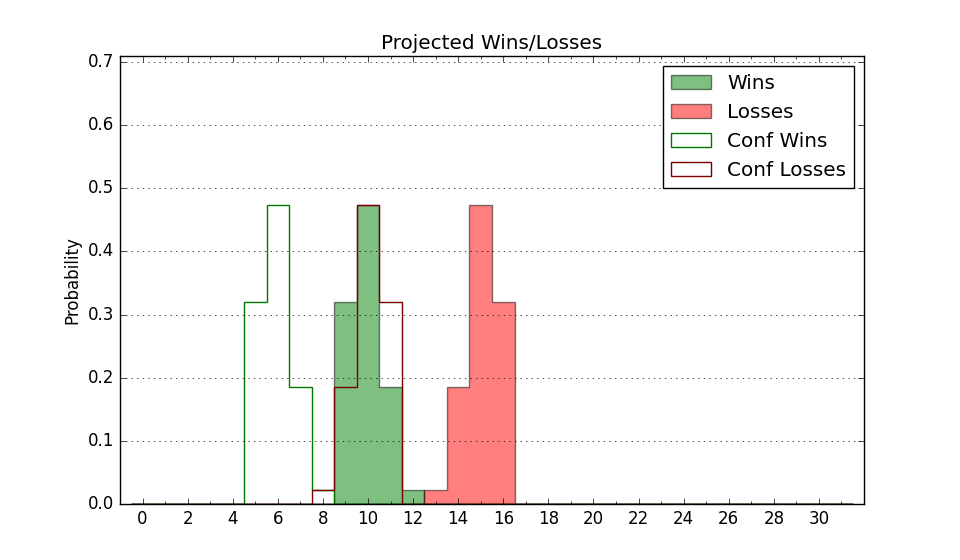 Projected Wins/Losses
0.7
0.6
0.5
0.4
0.3
0.2
0.1
0.0
Probability
Wins
Losses
Conf Wins
Conf Losses
0 2 4 6 8 10 12 14 16 18 20 22 24 26 28 30